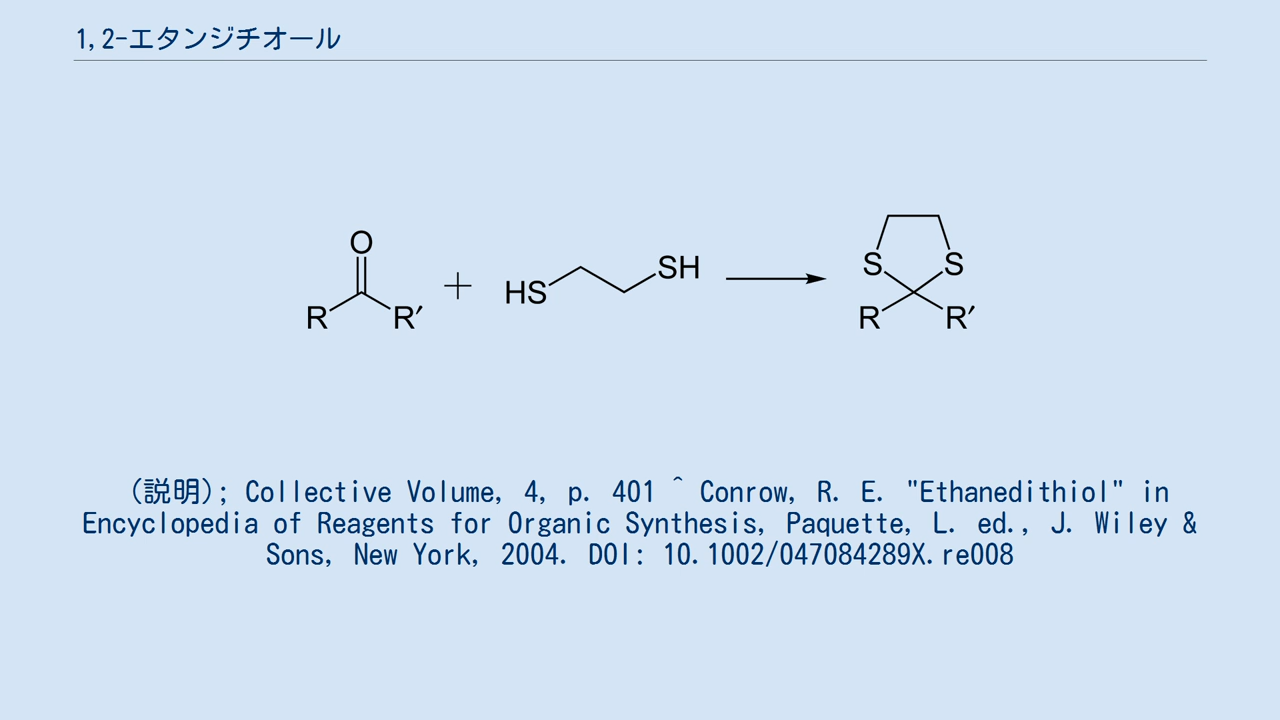 1,2-エタンジチオール
O
R
R′
+
HS
SH
S
S
R
R′
(説明); Collective Volume, 4, p. 401 ^ Conrow, R. E. "Ethanedithiol" in
Encyclopedia of Reagents for Organic Synthesis, Paquette, L. ed., J. Wiley &
Sons, New York, 2004. DOI: 10.1002/047084289X.re008